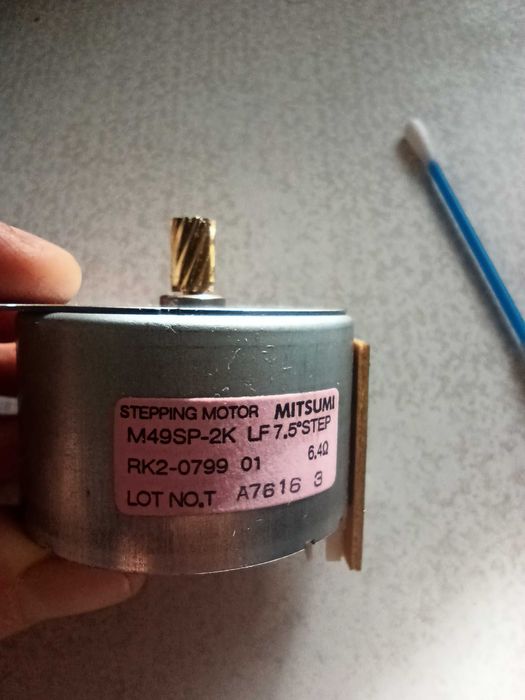 STEPPING MOTOR MITSUMI
M49SP-2K LF 7.5°STEP
6.4Ω
RK2-0799 01
LOT NO.T A7616 3